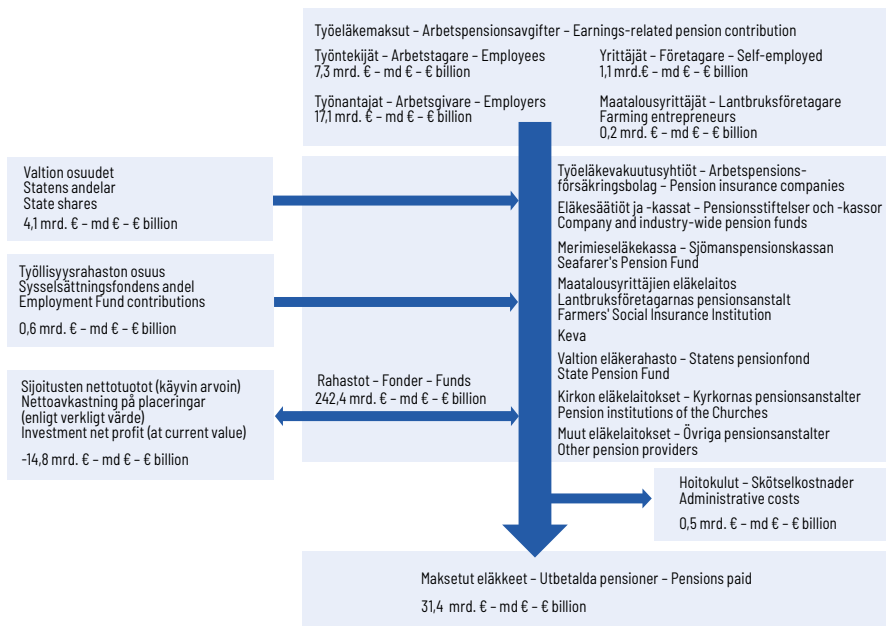 Työeläkemaksut – Arbetspensionsavgifter – Earnings-related pension contribution
Työntekijät – Arbetstagare – Employees
7,3 mrd. € – md € – € billion
Yrittäjät – Företagare – Self-employed
1,1 mrd.€ – md € – € billion
Työnantajat – Arbetsgivare – Employers
17,1 mrd. € – md € – € billion
Maatalousyrittäjät – Lantbruksföretagare
Farming entrepreneurs
0,2 mrd. € – md € – € billion
Valtion osuudet
Statens andelar
State shares
4,1 mrd. € – md € – € billion
Työllisyysrahaston osuus
Sysselsättningsfondens andel
Employment Fund contributions
0,6 mrd. € – md € – € billion
Sijoitusten nettotuotot (käyvin arvoin)
Nettoavkastning på placeringar
(enligt verkligt värde)
Investment net profit (at current value)
-14,8 mrd. € – md € – € billion
Rahastot – Fonder – Funds
242,4 mrd. € – md € – € billion
Työeläkevakuutusyhtiöt – Arbetspensions-
försäkringsbolag – Pension insurance companies
Eläkesäätiöt ja -kassat – Pensionsstiftelser och -kassor
Company and industry-wide pension funds
Merimieseläkekassa – Sjömanspensionskassan
Seafarer's Pension Fund
Maatalousyrittäjien eläkelaitos
Lantbruksföretagarnas pensionsanstalt
Farmers' Social Insurance Institution
Keva
Valtion eläkerahasto – Statens pensionfond
State Pension Fund
Kirkon eläkelaitokset – Kyrkornas pensionsanstalter
Pension institutions of the Churches
Muut eläkelaitokset – Övriga pensionsanstalter
Other pension providers
Hoitokulut – Skötselkostnader
Administrative costs
0,5 mrd. € – md € – € billion
Maksetut eläkkeet – Utbetalda pensioner – Pensions paid
31,4 mrd. € – md € – € billion